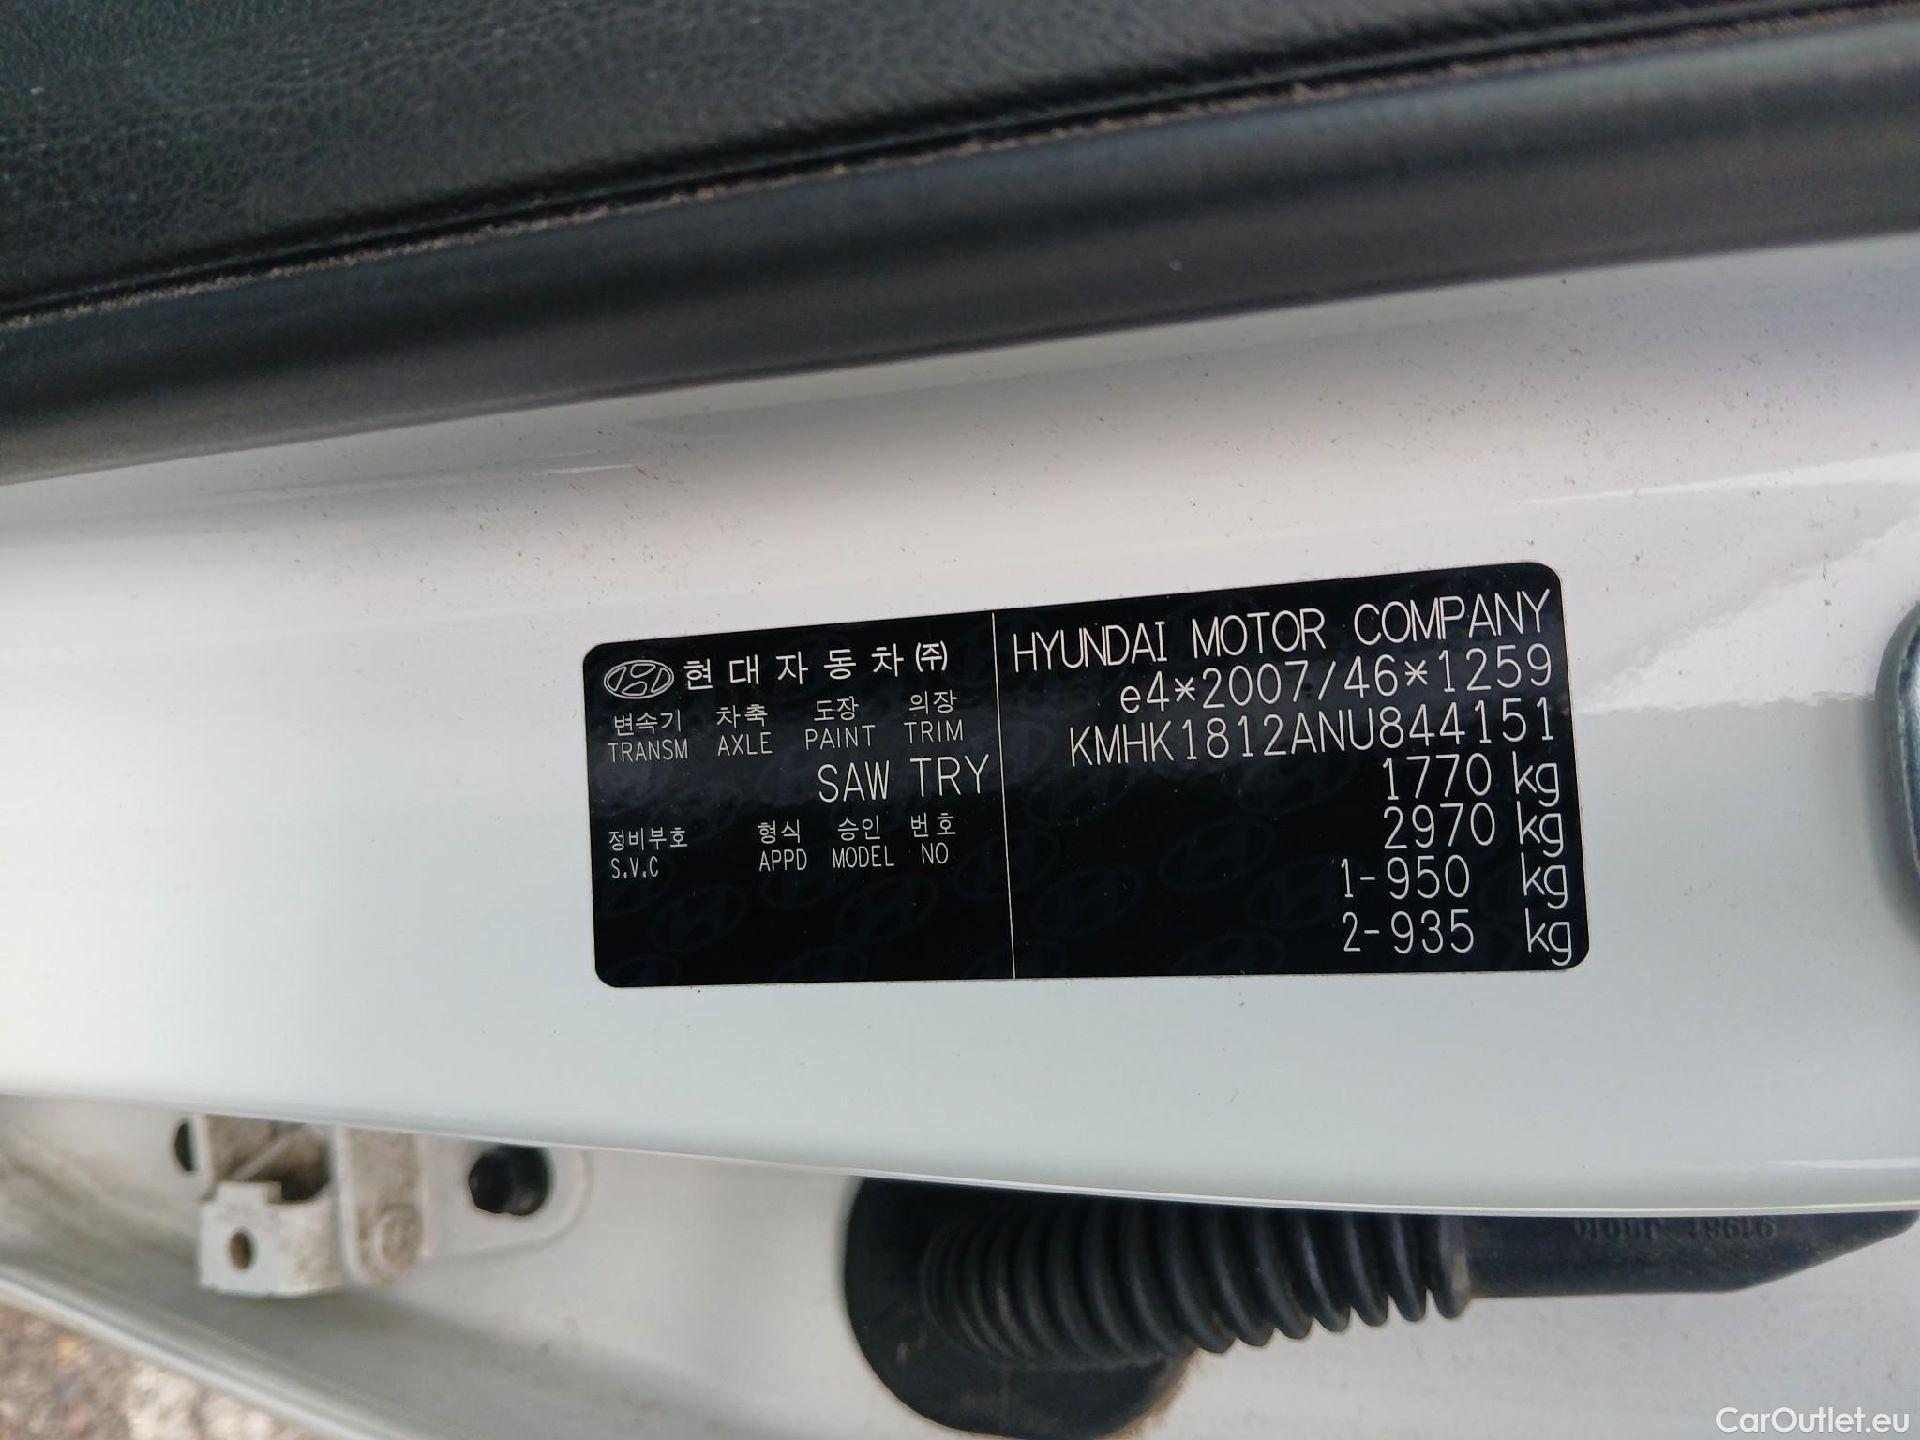 현대자동차(주)
변속기 차축 도장 의장
TRANSM AXLE PAINT TRIM
SAW TRY
정비부호 형식 승인 번호
S.V.C APPD MODEL NO
HYUNDAI MOTOR COMPANY
e4*2007/46*1259
KMHK1812ANU844151
1770 kg
2970 kg
1-950 kg
2-935 kg
91981-J9010
CarOutlet.eu